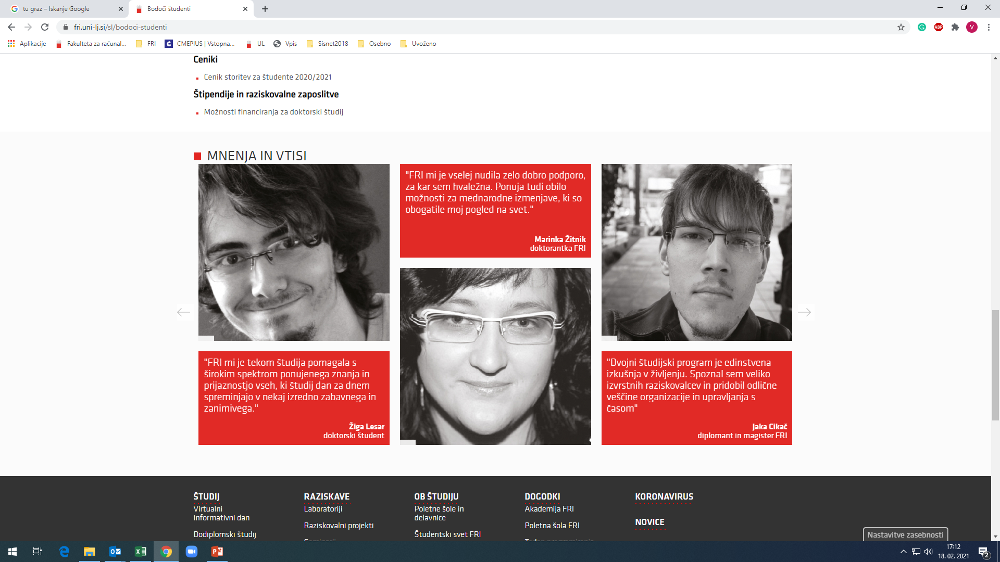 tu graz – Iskanje Google
Bodoči študenti
fri.uni-lj.si/sl/bodoci-studenti
ABP
V
Aplikacije
Fakulteta za računal...
FRI
CMEPIUS | Vstopna...
UL
Vpis
Sisnet2018
Osebno
Uvoženo
Ceniki
Cenik storitev za študente 2020/2021
Štipendije in raziskovalne zaposlitve
Možnosti financiranja za doktorski študij
MNENJA IN VTISI
"FRI mi je tekom študija pomagala s
širokim spektrom ponujenega znanja in
prijaznostjo vseh, ki študij dan za dnem
spreminjajo v nekaj izredno zabavnega in
zanimivega."
Žiga Lesar
doktorski študent
"FRI mi je vselej nudila zelo dobro podporo,
za kar sem hvaležna. Ponuja tudi obilo
možnosti za mednarodne izmenjave, ki so
obogatile moj pogled na svet."
Marinka Žitnik
doktorantka FRI
"Dvojni študijski program je edinstvena
izkušnja v življenju. Spoznal sem veliko
izvrstnih raziskovalcev in pridobil odlične
veščine organizacije in upravljanja s
časom"
Jaka Cikač
diplomant in magister FRI
ŠTUDIJ
Virtualni
informativni dan
Dodiplomski študij
RAZISKAVE
Laboratoriji
Raziskovalni projekti
Seminarji
OB ŠTUDIJU
Poletne šole in
delavnice
Študentski svet FRI
DOGODKI
Akademija FRI
Poletna šola FRI
Teden programiranja
KORONAVIRUS
NOVICE
Nastavitve zasebnosti
17:12
18. 02. 2021
2